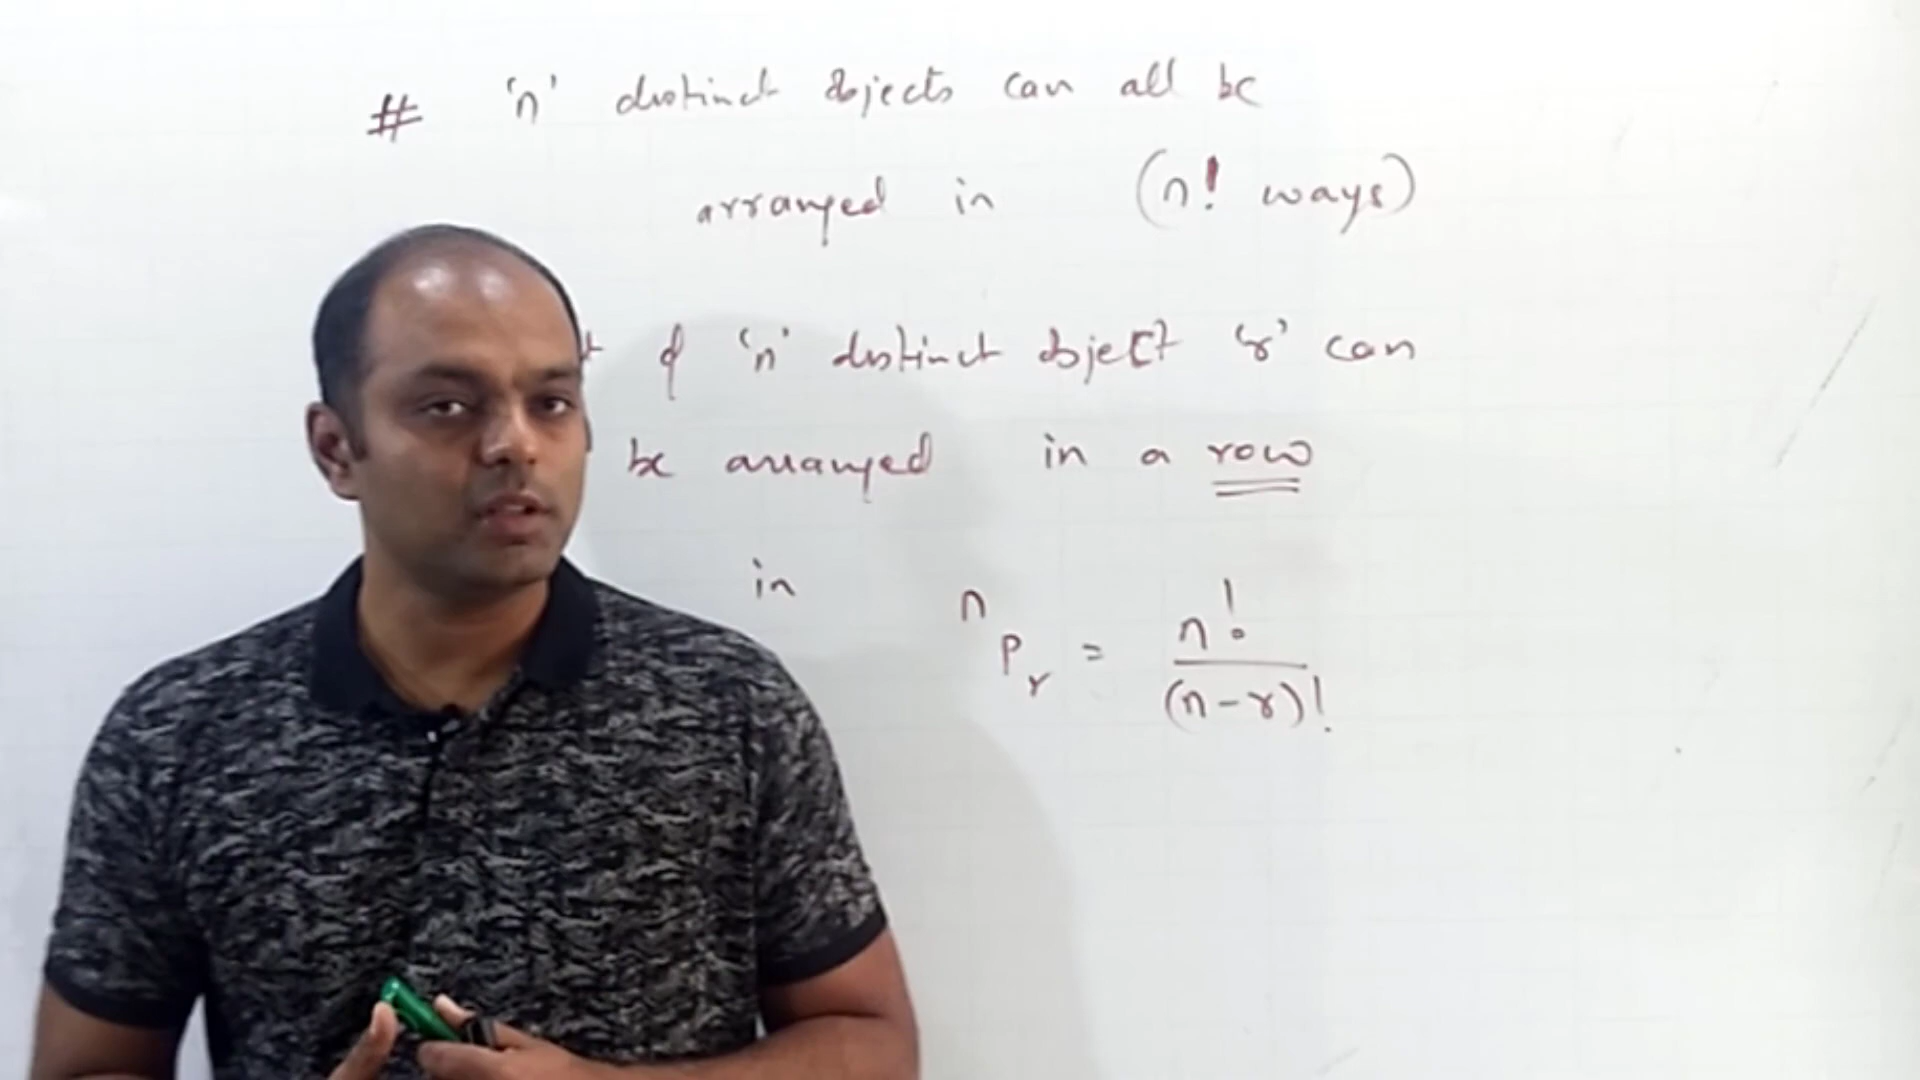 # 'n' distinct objects can all be
arranged in (n! ways)
of 'n' distinct object 'r' can
be arranged in a row
in nPr = n! / (n-r)!